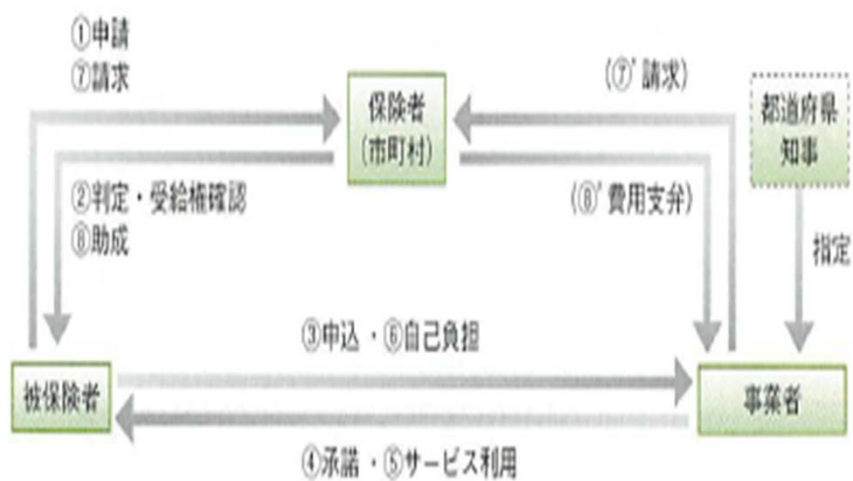 ①申請
⑦請求
保険者
(市町村)
(⑦’請求)
都道府県
知事
②判定・受給権確認
⑧助成
(⑧’費用支弁)
指定
③申込・⑥自己負担
被保険者
事業者
④承諾・⑤サービス利用